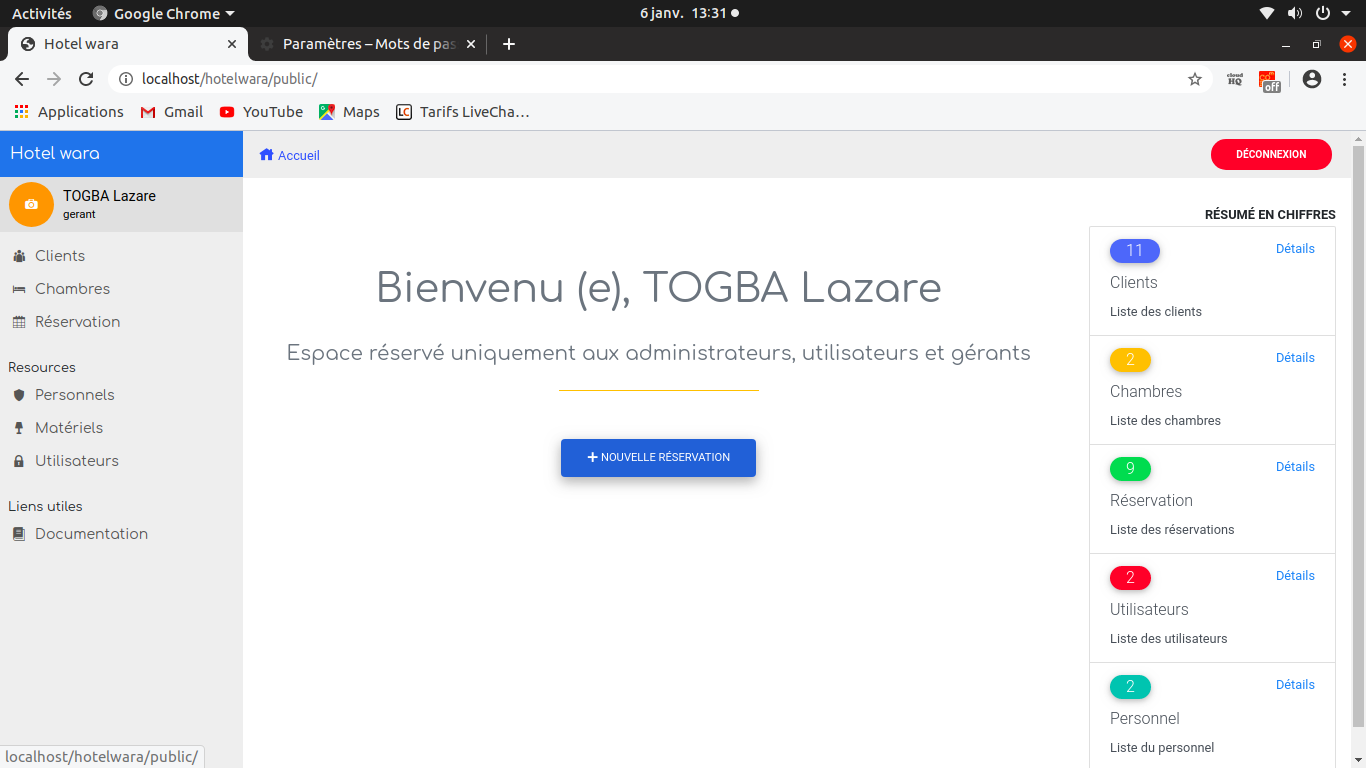 Activités Google Chrome 6 janv. 13:31
Hotel wara Paramètres – Mots de pas
localhost/hotelwara/public/ cloud HQ off
Applications Gmail YouTube Maps LC Tarifs LiveCha…
Hotel wara
Accueil
DÉCONNEXION
TOGBA Lazare
gerant
Clients
Chambres
Réservation
Resources
Personnels
Matériels
Utilisateurs
Liens utiles
Documentation
Bienvenu (e), TOGBA Lazare
Espace réservé uniquement aux administrateurs, utilisateurs et gérants
+ NOUVELLE RÉSERVATION
RÉSUMÉ EN CHIFFRES
11 Détails
Clients
Liste des clients
2 Détails
Chambres
Liste des chambres
9 Détails
Réservation
Liste des réservations
2 Détails
Utilisateurs
Liste des utilisateurs
2 Détails
Personnel
Liste du personnel
localhost/hotelwara/public/